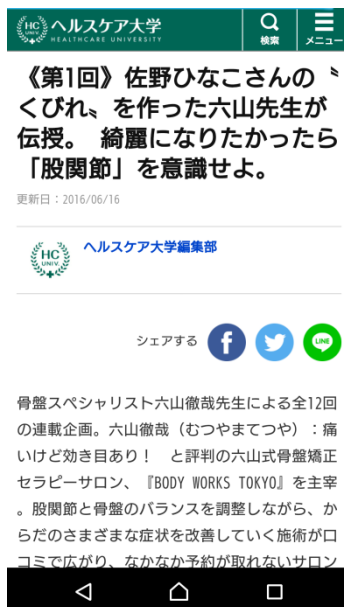 HC
UNIV.
ヘルスケア大学
HEALTHCARE UNIVERSITY
検索
メニュー
《第1回》佐野ひなこさんの〝
くびれ〟を作った六山先生が
伝授。 綺麗になりたかったら
「股関節」を意識せよ。
更新日：2016/06/16
HC
UNIV.
ヘルスケア大学編集部
シェアする
f
LINE
骨盤スペシャリスト六山徹哉先生による全12回
の連載企画。六山徹哉（むつやまてつや）：痛
いけど効き目あり！ と評判の六山式骨盤矯正
セラピーサロン、『BODY WORKS TOKYO』を主宰
。股関節と骨盤のバランスを調整しながら、か
らだのさまざまな症状を改善していく施術が口
コミで広がり、なかなか予約が取れないサロン